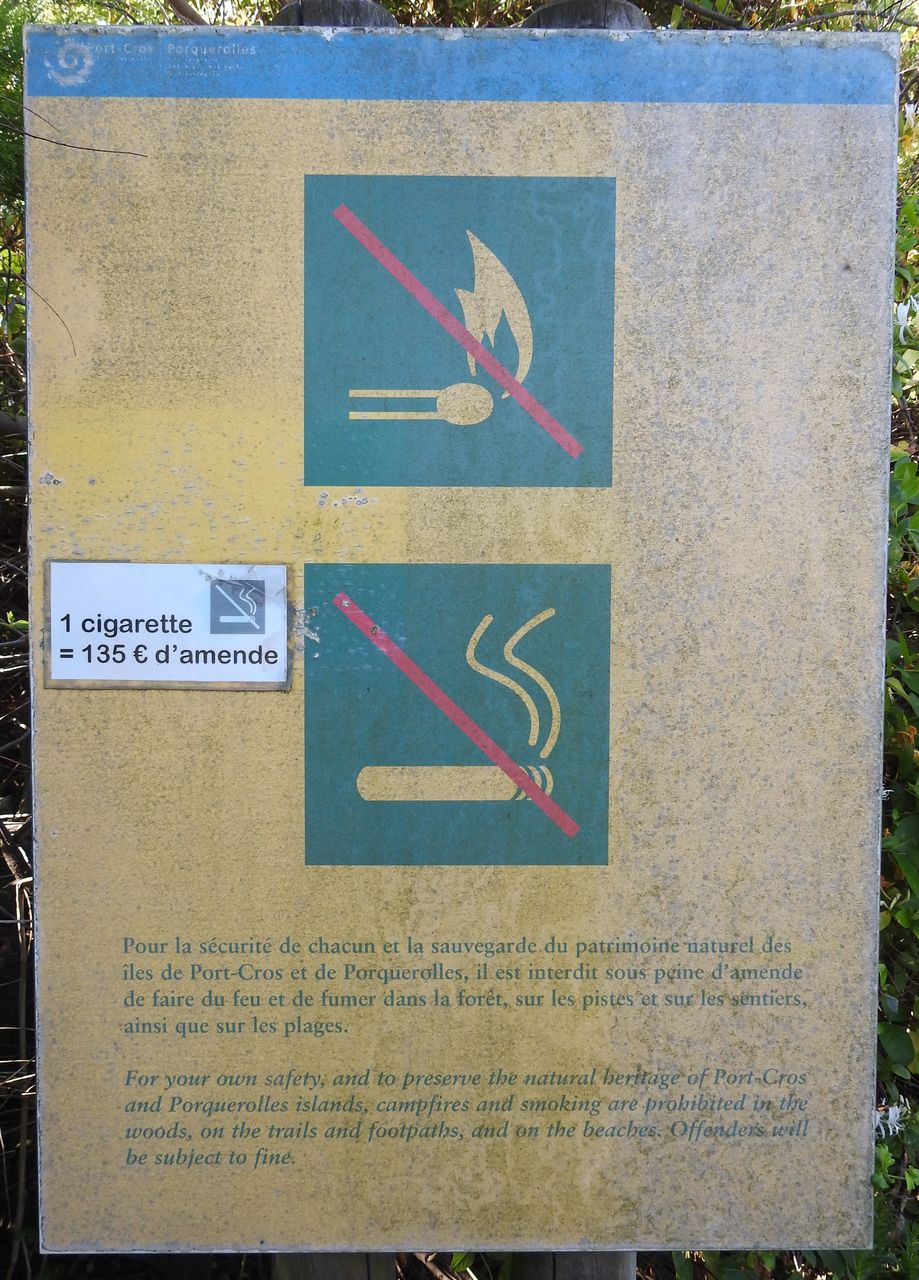 Port-Cros Porquerolles
1 cigarette
= 135 € d’amende
Pour la sécurité de chacun et la sauvegarde du patrimoine naturel des
îles de Port-Cros et de Porquerolles, il est interdit sous peine d’amende
de faire du feu et de fumer dans la forêt, sur les pistes et sur les sentiers,
ainsi que sur les plages.
For your own safety, and to preserve the natural heritage of Port-Cros
and Porquerolles islands, campfires and smoking are prohibited in the
woods, on the trails and footpaths, and on the beaches. Offenders will
be subject to fine.